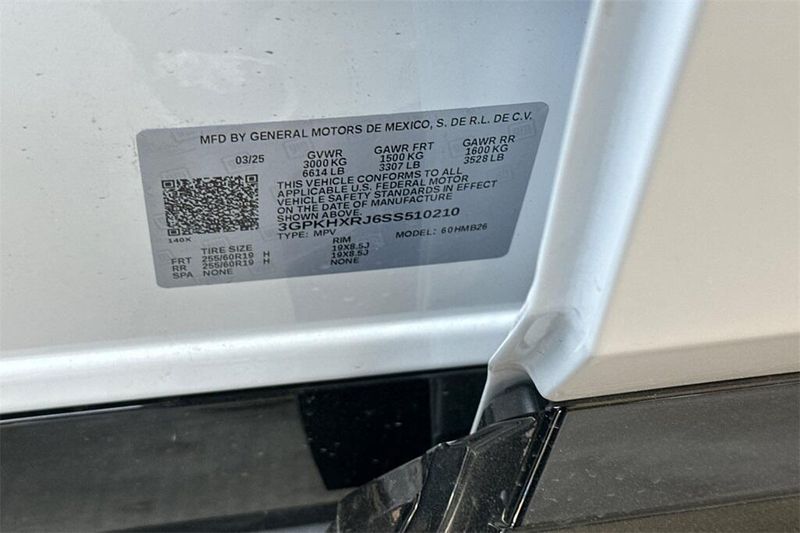 MFD BY GENERAL MOTORS DE MEXICO, S. DE R.L. DE C.V.
03/25 GVWR GAWR FRT GAWR RR
3000 KG 1500 KG 1600 KG
6614 LB 3307 LB 3528 LB
THIS VEHICLE CONFORMS TO ALL
APPLICABLE U.S. FEDERAL MOTOR
VEHICLE SAFETY STANDARDS IN EFFECT
ON THE DATE OF MANUFACTURE
SHOWN ABOVE.
3GPKHXRJ6SS510210
140X TYPE: MPV MODEL: 60HMB26
TIRE SIZE RIM
FRT 255/60R19 H 19X8.5J
RR 255/60R19 H 19X8.5J
SPA NONE NONE